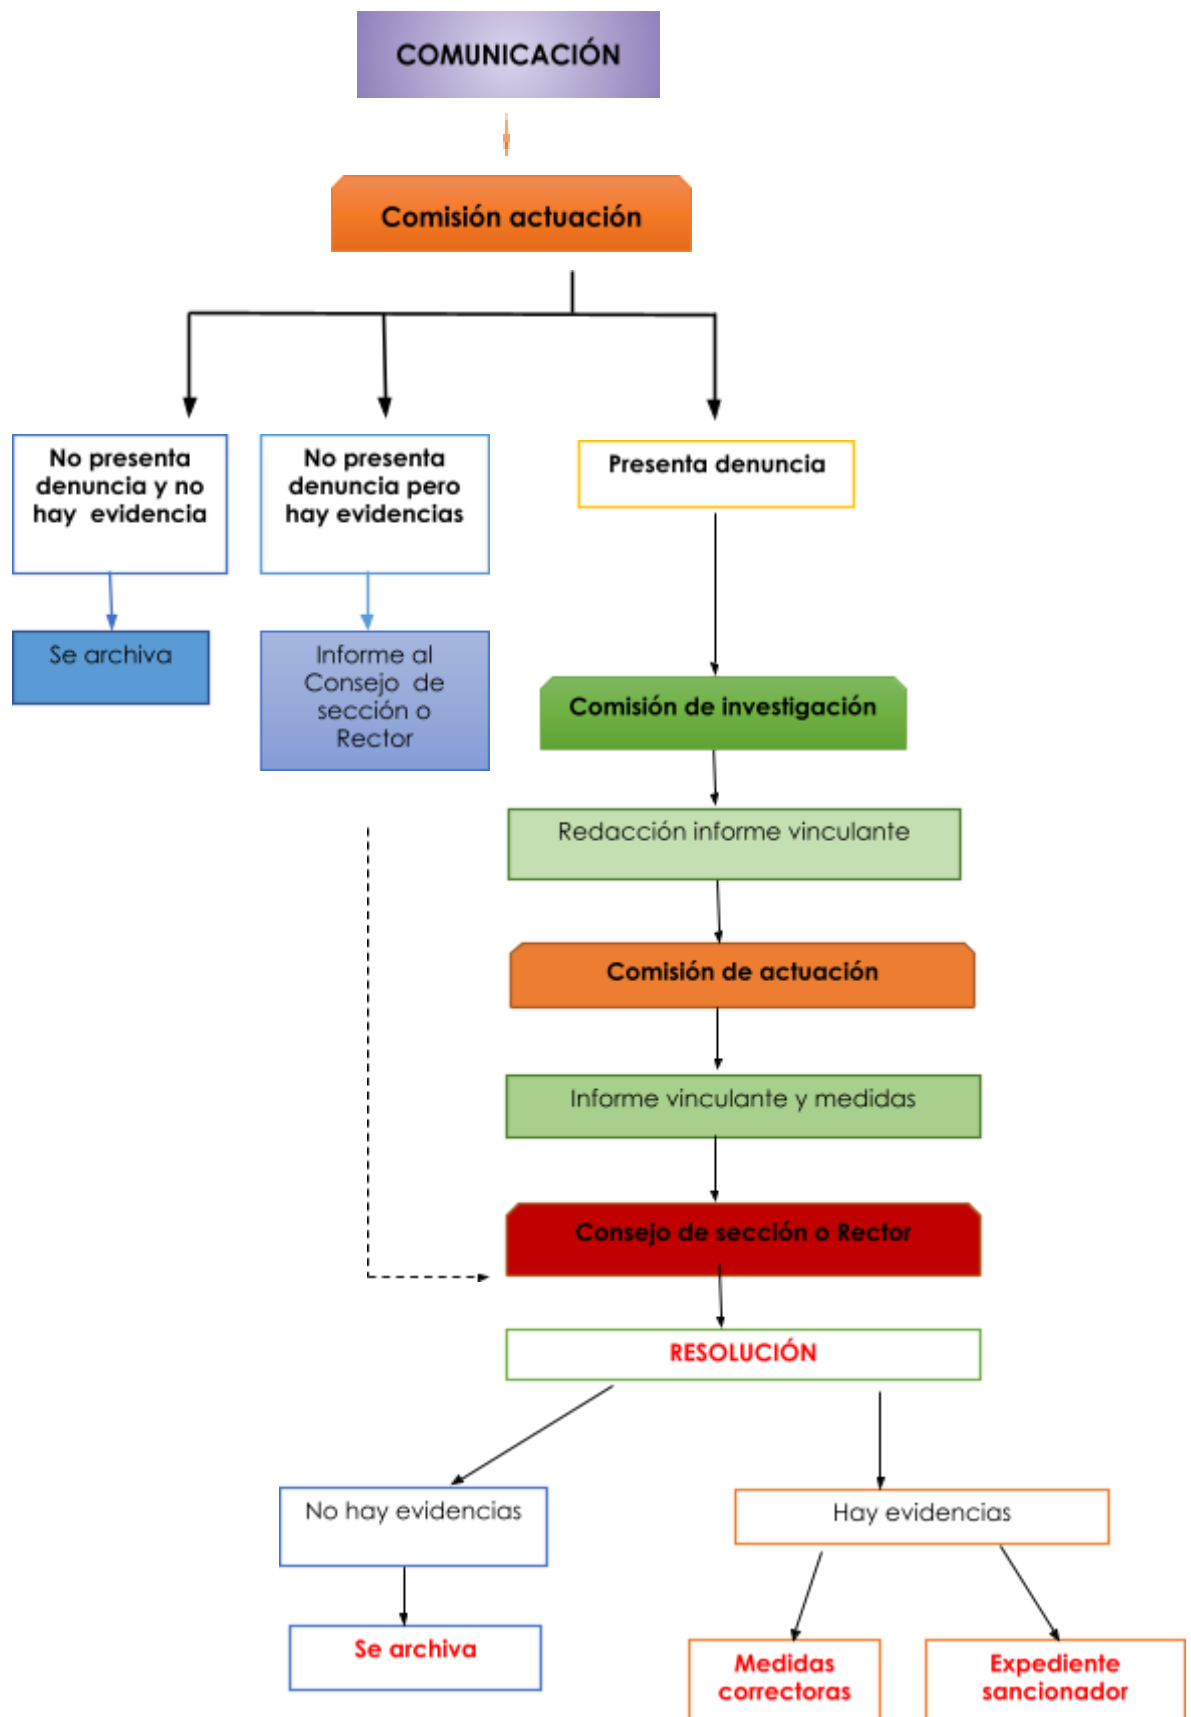 COMUNICACIÓN
Comisión actuación
No presenta
denuncia y no
hay evidencia
No presenta
denuncia pero
hay evidencias
Presenta denuncia
Se archiva
Informe al
Consejo de
sección o
Rector
Comisión de investigación
Redacción informe vinculante
Comisión de actuación
Informe vinculante y medidas
Consejo de sección o Rector
RESOLUCIÓN
No hay evidencias
Hay evidencias
Se archiva
Medidas
correctoras
Expediente
sancionador